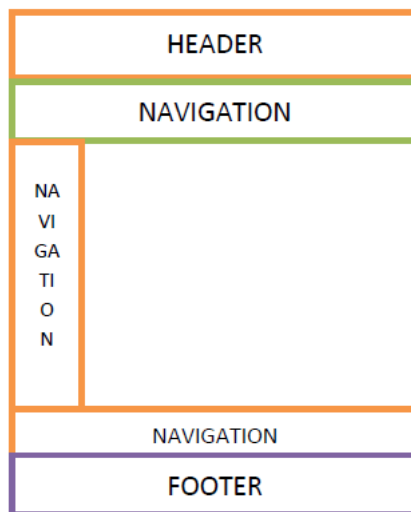 HEADER
NAVIGATION
NA
VI
GA
TI
O
N
NAVIGATION
FOOTER